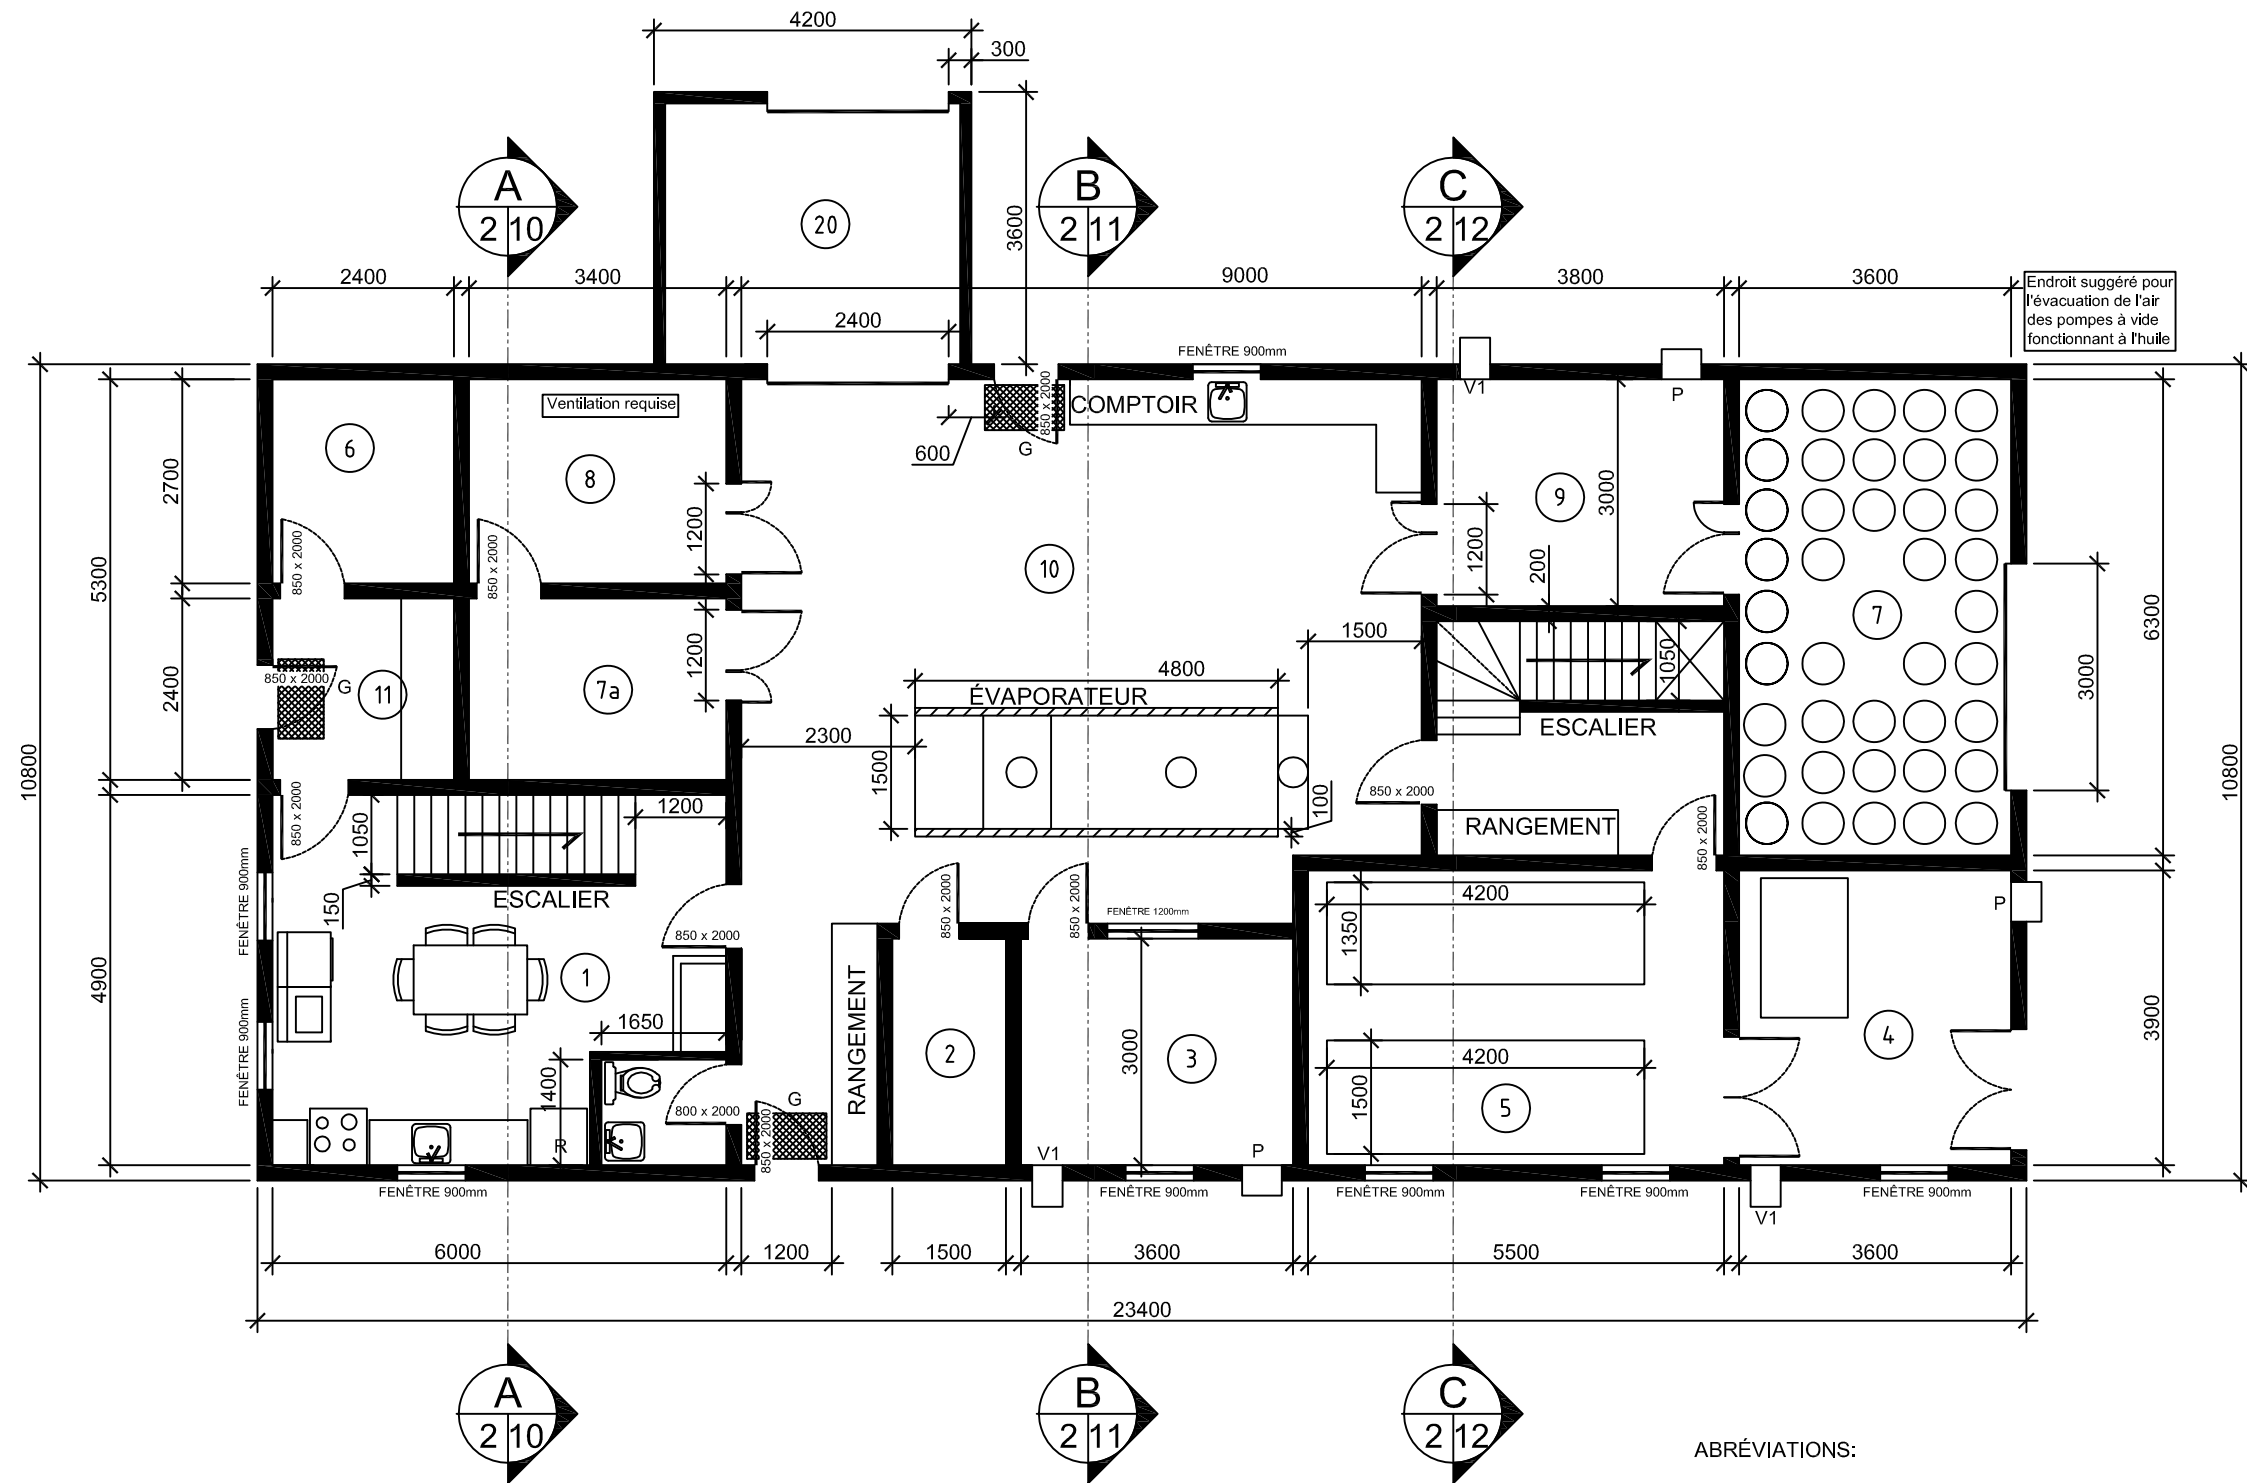 4200
300
A
2 10
B
2 11
C
2 12
20
3600
2400
3400
9000
3800
3600
Endroit suggéré pour
l'évacuation de l'air
des pompes à vide
fonctionnant à l'huile
2400
FENÊTRE 900mm
V1
P
Ventilation requise
850 x 2000
COMPTOIR
600
G
6
8
9
3000
10800
5300
2700
2400
850 x 2000
850 x 2000
1200
1200
10
1200
200
7
6300
3000
10800
850 x 2000
G
11
7a
1500
4800
ÉVAPORATEUR
2300
1500
100
1050
ESCALIER
850 x 2000
RANGEMENT
850 x 2000
850 x 2000
1050
1200
150
ESCALIER
FENÊTRE 900mm
FENÊTRE 900mm
4900
1
850 x 2000
1650
1400
R
800 x 2000
G
850 x 2000
RANGEMENT
850 x 2000
2
850 x 2000
FENÊTRE 1200mm
3000
3
V1
P
4200
1350
4200
1500
5
P
4
3900
V1
FENÊTRE 900mm
FENÊTRE 900mm
FENÊTRE 900mm
FENÊTRE 900mm
FENÊTRE 900mm
6000
1200
1500
3600
5500
3600
23400
A
2 10
B
2 11
C
2 12
ABRÉVIATIONS: